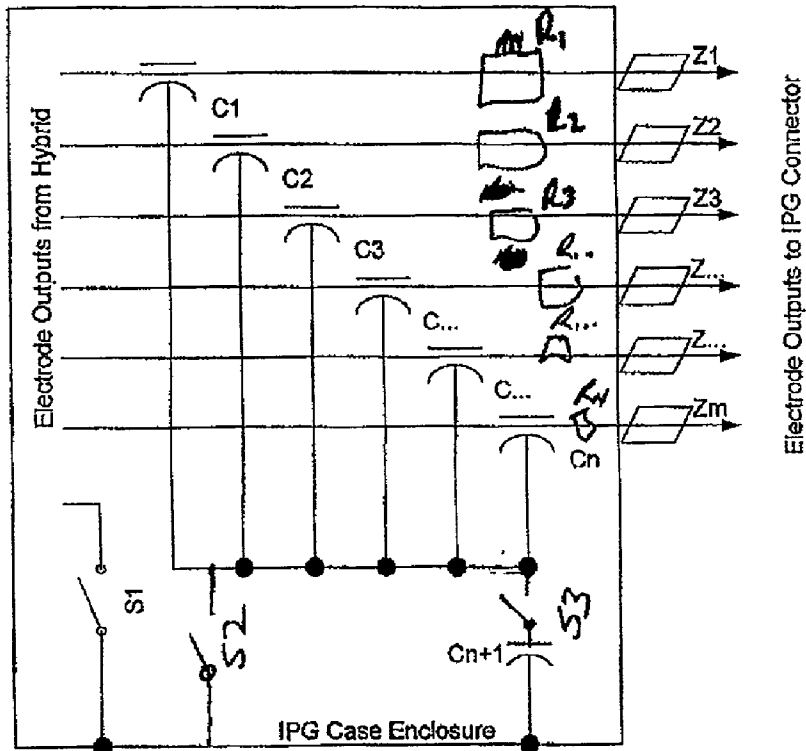 Electrode Outputs from Hybrid
Electrode Outputs to IPG Connector
R1
Z1
C1
R2
Z2
C2
R3
Z3
C3
R...
Z...
C...
R...
Z...
C...
RN
Zm
Cn
S1
S2
S3
Cn+1
IPG Case Enclosure